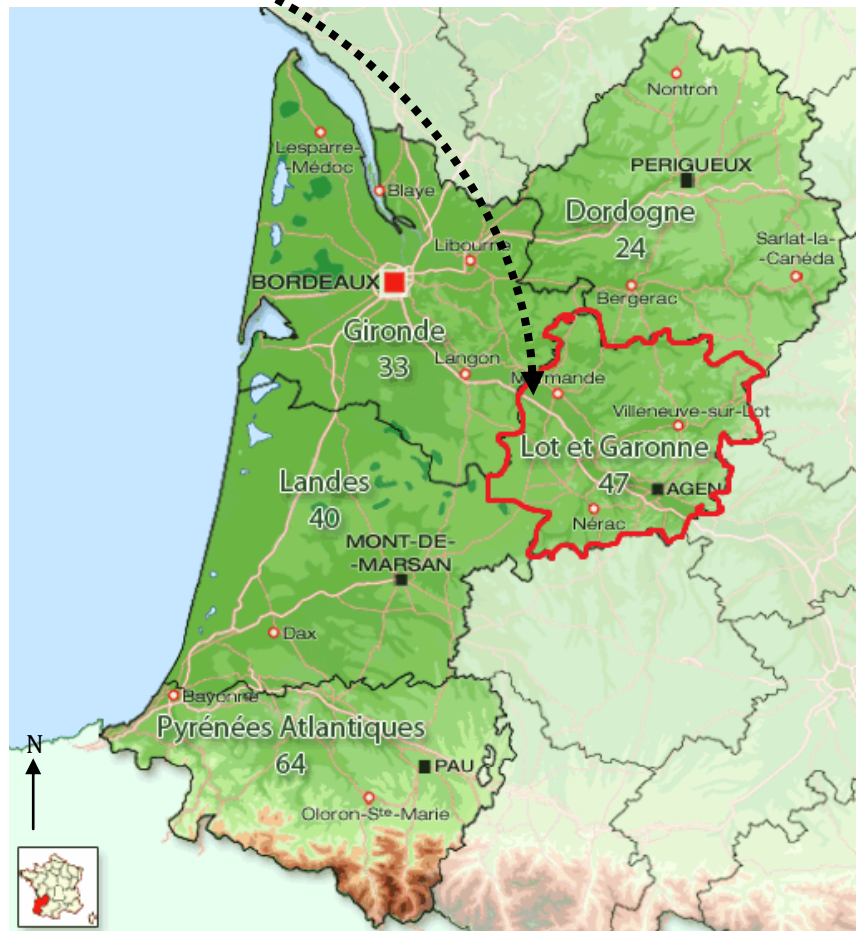 Nontron
Lesparre-
-Médoc
PERIGUEUX
Blaye
Dordogne
24
Libourne
Sarlat-la-
-Canéda
BORDEAUX
Bergerac
Gironde
33
Langon
Marmande
Villeneuve-sur-Lot
Lot et Garonne
47
Landes
40
AGEN
Nérac
MONT-DE-
-MARSAN
Dax
Bayonne
Pyrénées Atlantiques
64
N
PAU
Oloron-Ste-Marie